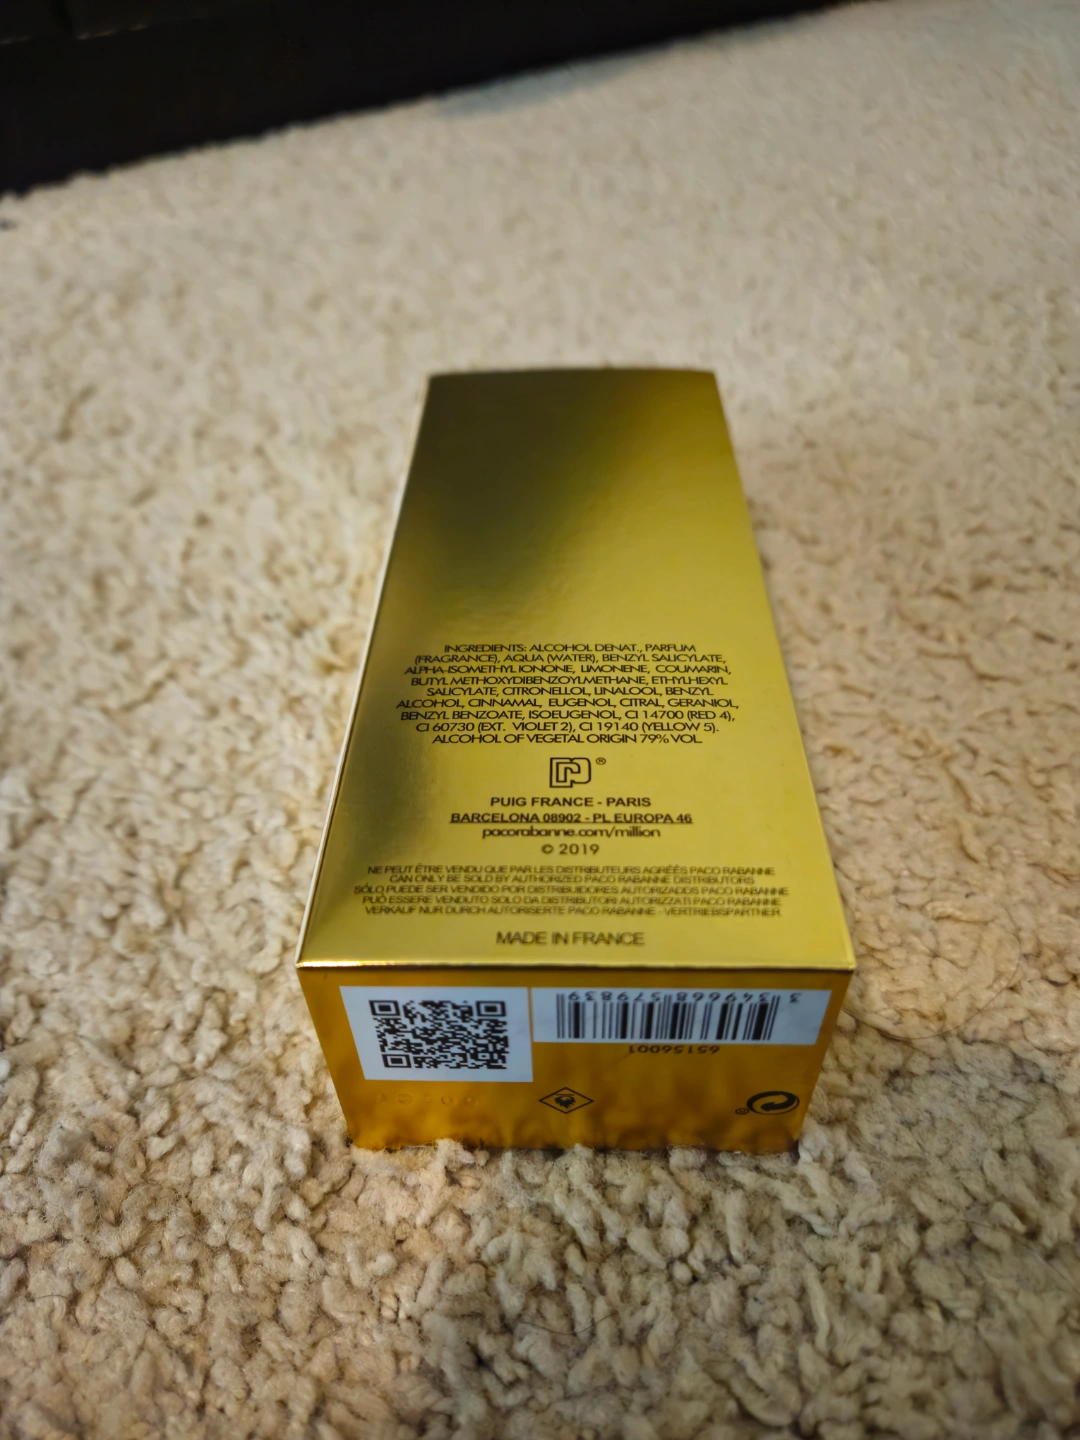 INGREDIENTS: ALCOHOL DENAT., PARFUM
(FRAGRANCE), AQUA (WATER), BENZYL SALICYLATE,
ALPHA-ISOMETHYL IONONE, LIMONENE, COUMARIN,
BUTYL METHOXYDIBENZOYLMETHANE, ETHYLHEXYL
SALICYLATE, CITRONELLOL, LINALOOL, BENZYL
ALCOHOL, CINNAMAL, EUGENOL, CITRAL, GERANIOL,
BENZYL BENZOATE, ISOEUGENOL, CI 14700 (RED 4),
CI 60730 (EXT. VIOLET 2), CI 19140 (YELLOW 5).
ALCOHOL OF VEGETAL ORIGIN 79% VOL.
®
PUIG FRANCE - PARIS
BARCELONA 08902 - PL EUROPA 46
pacorabanne.com/million
© 2019
NE PEUT ÊTRE VENDU QUE PAR LES DISTRIBUTEURS AGRÉÉS PACO RABANNE
CAN ONLY BE SOLD BY AUTHORIZED PACO RABANNE DISTRIBUTORS
SÓLO PUEDE SER VENDIDO POR DISTRIBUIDORES AUTORIZADOS PACO RABANNE
PUÒ ESSERE VENDUTO SOLO DA DISTRIBUTORI AUTORIZZATI PACO RABANNE
VERKAUF NUR DURCH AUTORISIERTE PACO RABANNE - VERTRIEBSPARTNER.
MADE IN FRANCE
3 349668 579839
65156001